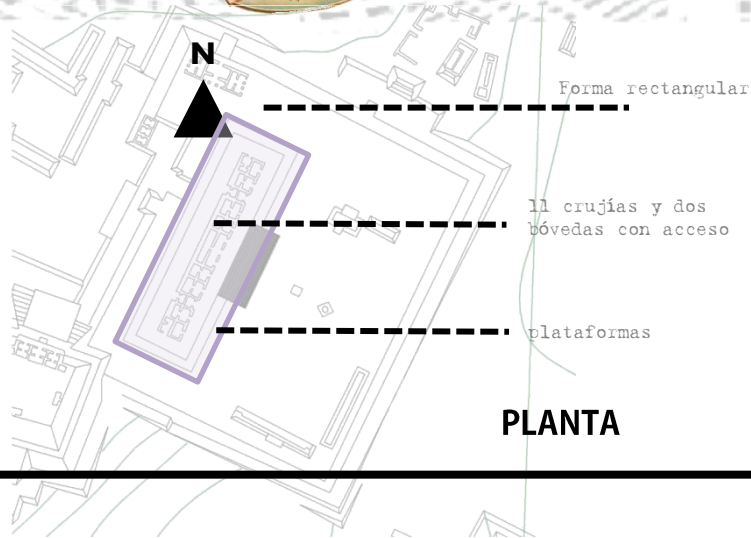 N
Forma rectangular
11 crujías y dos
bóvedas con acceso
plataformas
PLANTA